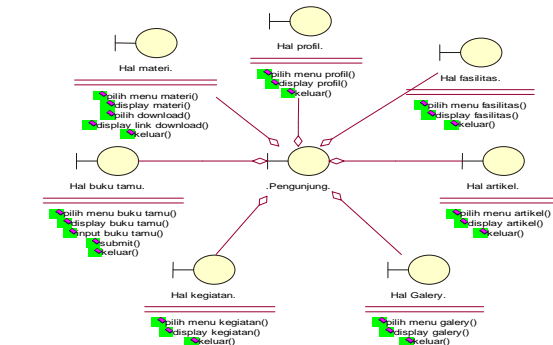 Hal profil.
pilih menu profil()
display profil()
keluar()
Hal materi.
pilih menu materi()
display materi()
pilih download()
display link download()
keluar()
Hal fasilitas.
pilih menu fasilitas()
display fasilitas()
keluar()
Hal buku tamu.
pilih menu buku tamu()
display buku tamu()
input buku tamu()
submit()
keluar()
.Pengunjung.
Hal artikel.
pilih menu artikel()
display artikel()
keluar()
Hal kegiatan.
pilih menu kegiatan()
display kegiatan()
keluar()
Hal Galery.
pilih menu galery()
display galery()
keluar()